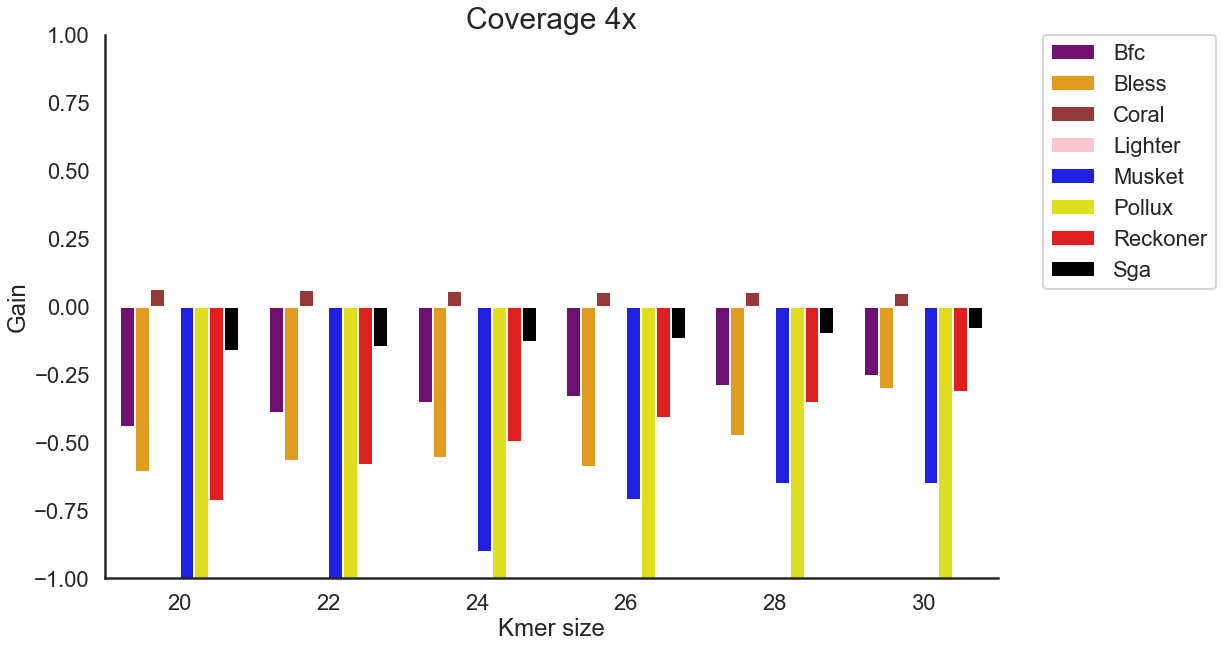 Coverage 4x
1.00
0.75
0.50
0.25
0.00
−0.25
−0.50
−0.75
−1.00
Gain
20 22 24 26 28 30
Kmer size
Bfc
Bless
Coral
Lighter
Musket
Pollux
Reckoner
Sga